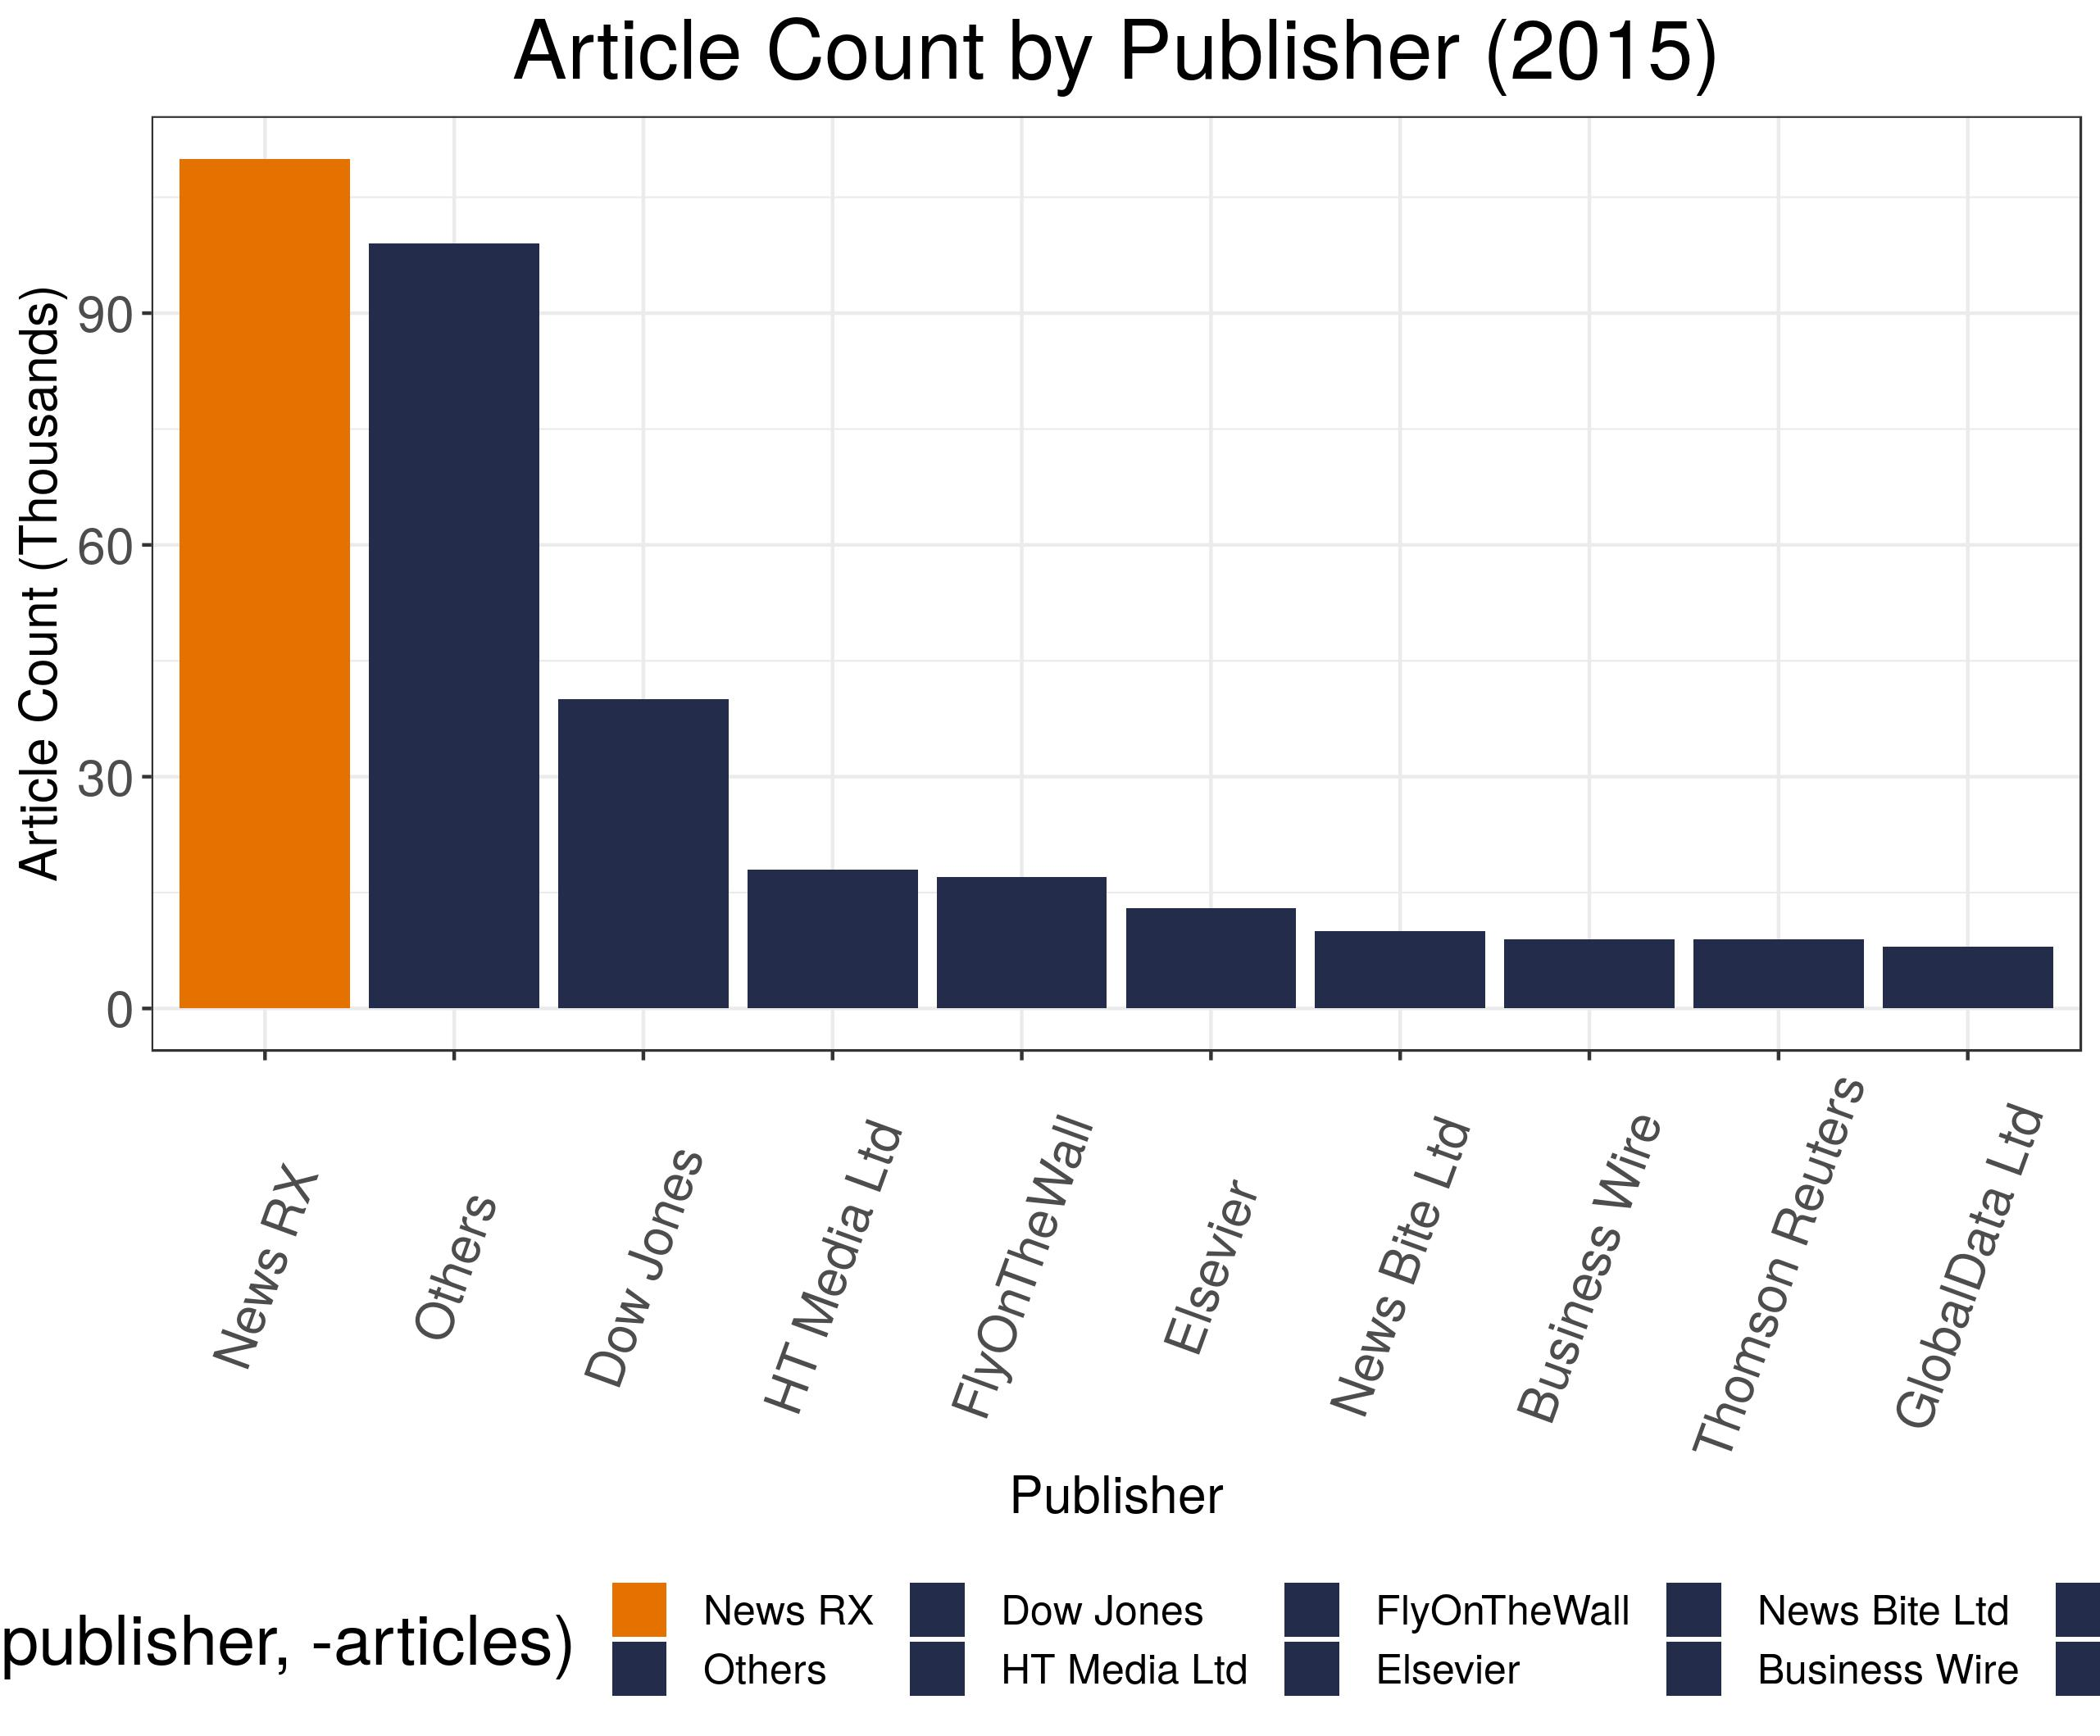 Article Count by Publisher (2015)
Article Count (Thousands)
90
60
30
0
News RX
Others
Dow Jones
HT Media Ltd
FlyOnTheWall
Elsevier
News Bite Ltd
Business Wire
Thomson Reuters
GlobalData Ltd
Publisher
publisher, -articles)
News RX
Dow Jones
FlyOnTheWall
News Bite Ltd
Others
HT Media Ltd
Elsevier
Business Wire